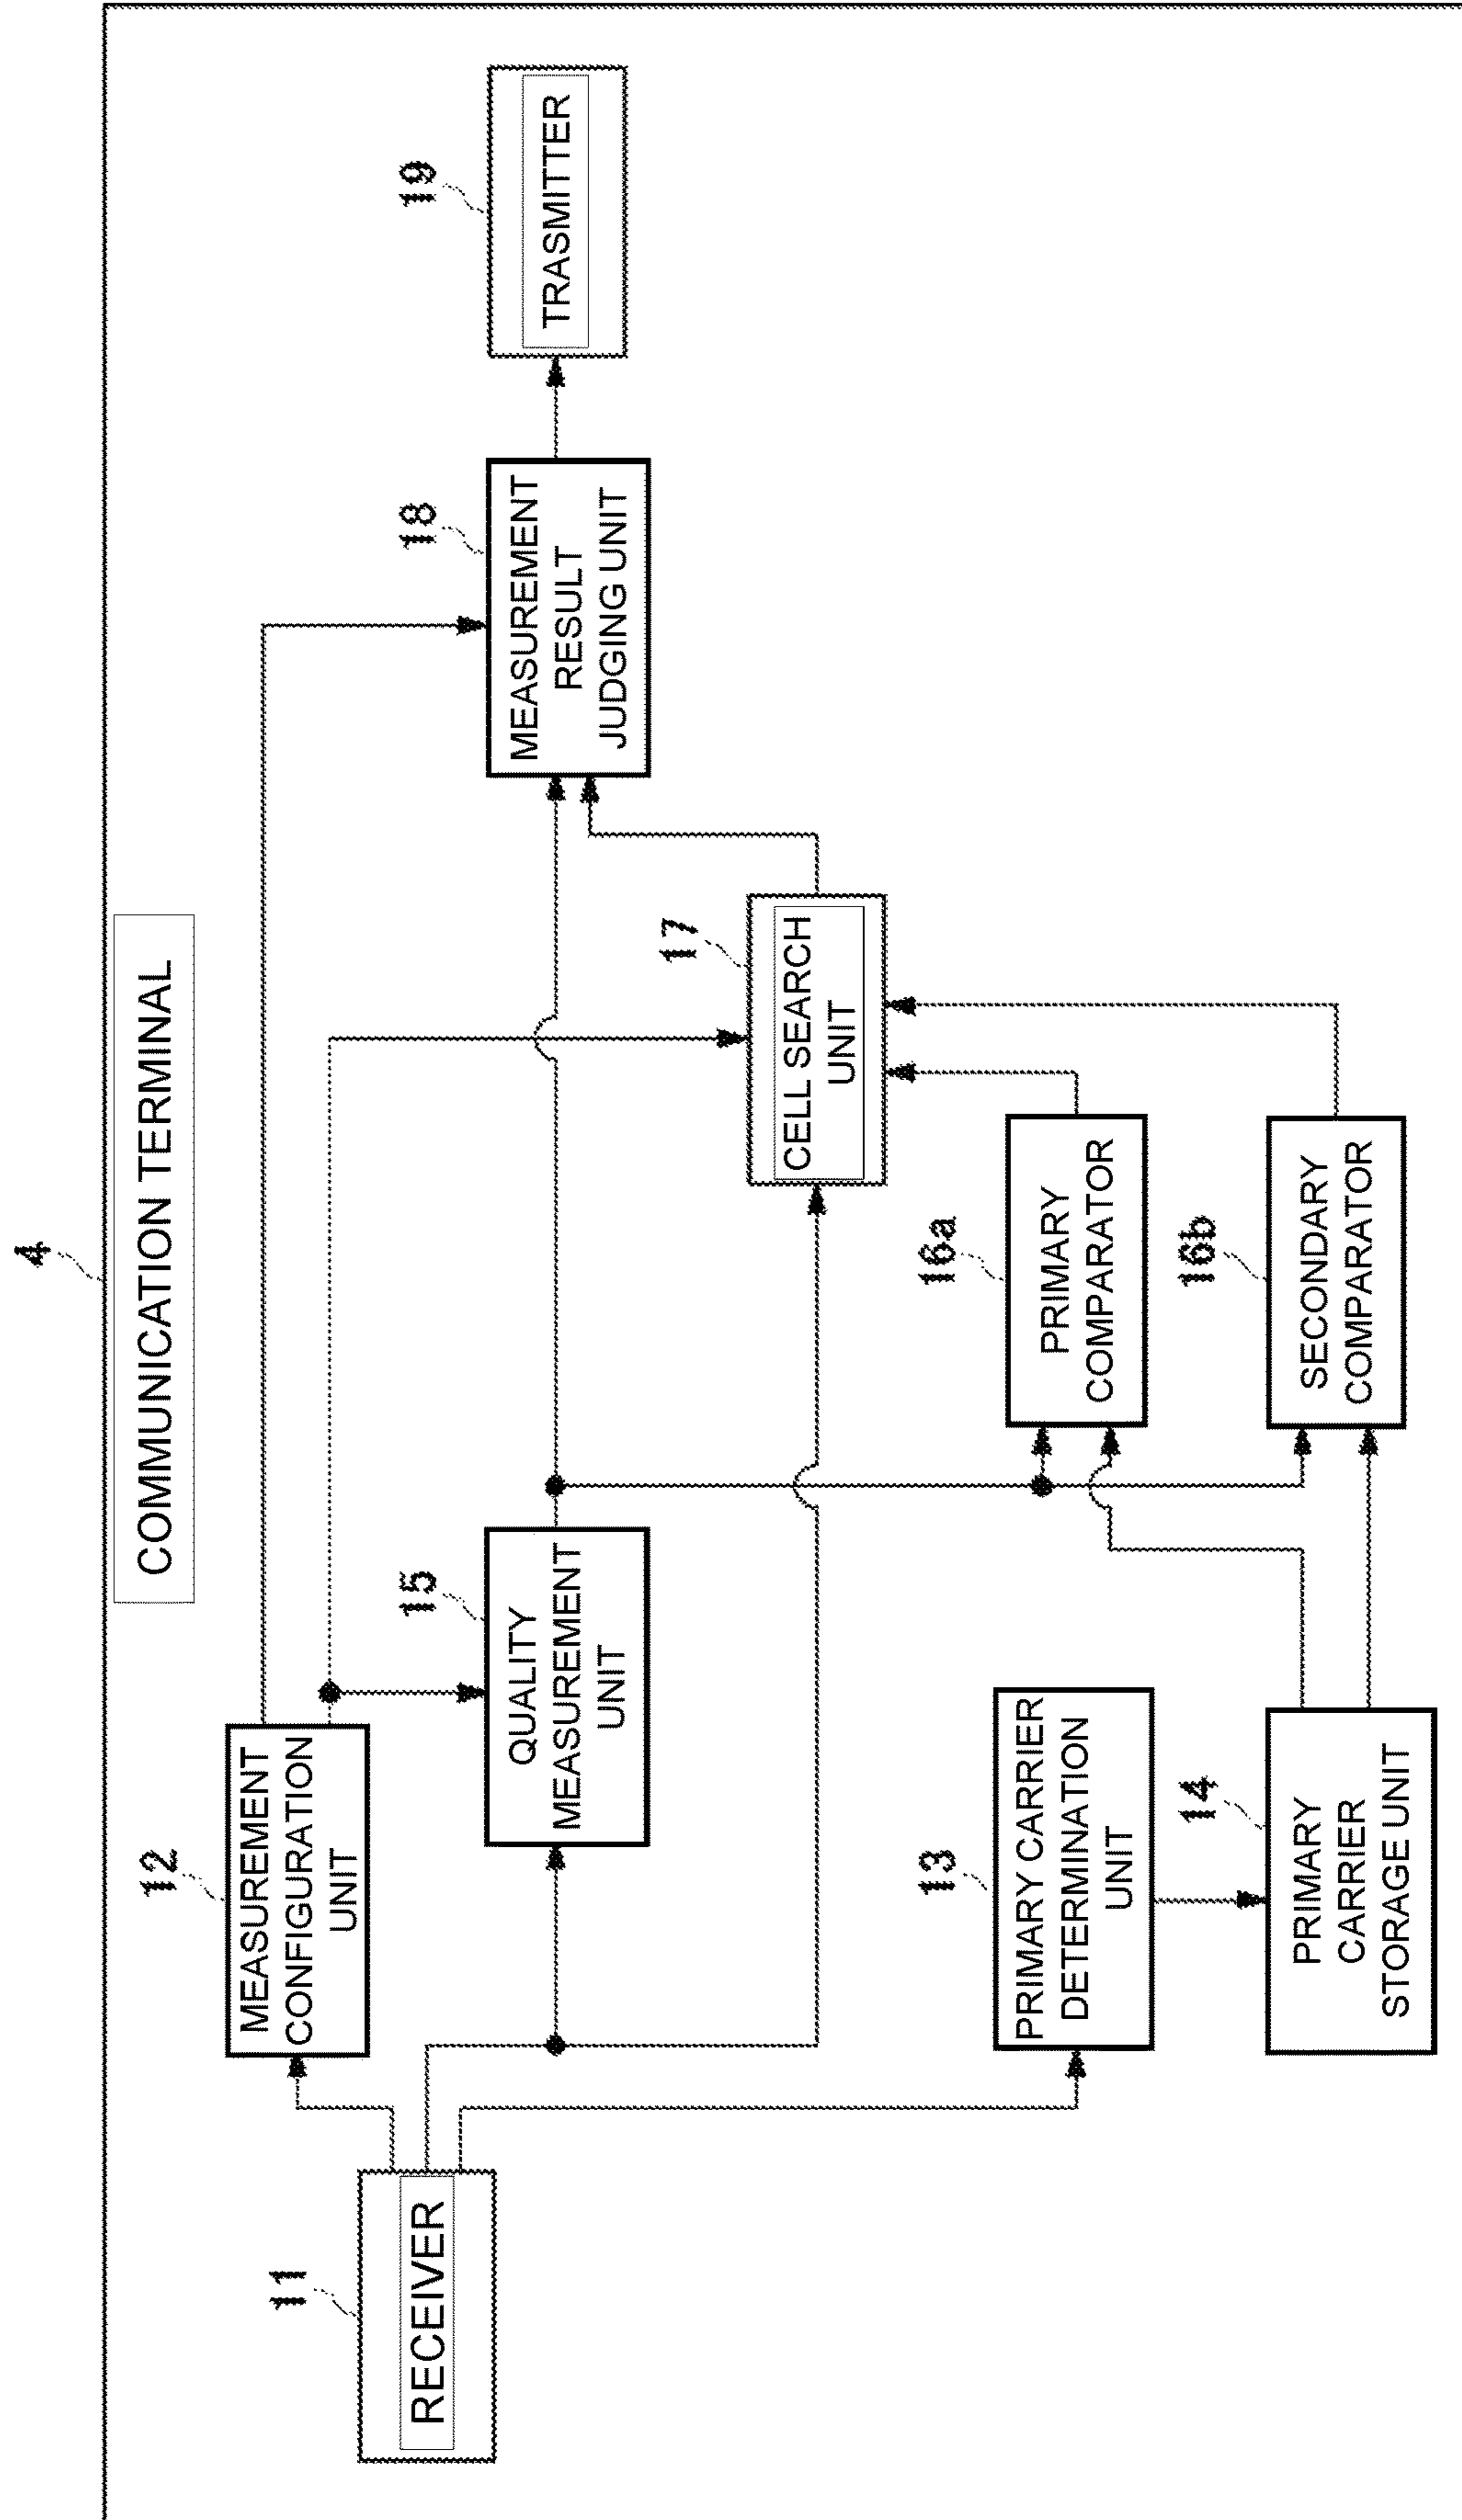 4
COMMUNICATION TERMINAL
11
RECEIVER
12
MEASUREMENT
CONFIGURATION
UNIT
15
QUALITY
MEASUREMENT
UNIT
13
PRIMARY CARRIER
DETERMINATION
UNIT
14
PRIMARY
CARRIER
STORAGE UNIT
16a
PRIMARY
COMPARATOR
16b
SECONDARY
COMPARATOR
17
CELL SEARCH
UNIT
18
MEASUREMENT
RESULT
JUDGING UNIT
19
TRASMITTER